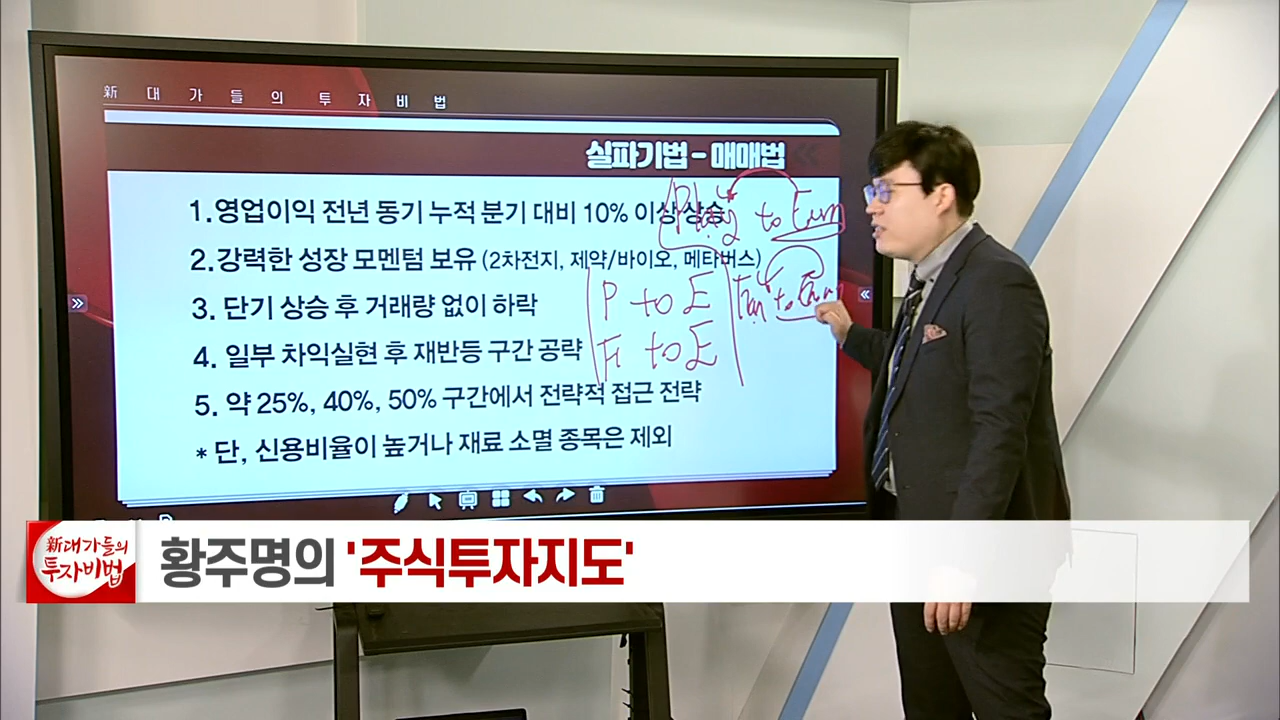 新 대 가 들 의 투 자 비 법
실파기법 - 매매법
1. 영업이익 전년 동기 누적 분기 대비 10% 이상 상승
2. 강력한 성장 모멘텀 보유 (2차전지, 제약/바이오, 메타버스)
3. 단기 상승 후 거래량 없이 하락
4. 일부 차익실현 후 재반등 구간 공략
5. 약 25%, 40%, 50% 구간에서 전략적 접근 전략
* 단, 신용비율이 높거나 재료 소멸 종목은 제외
to
P to E
to E
to
新대가들의
투자비법
황주명의 '주식투자지도'